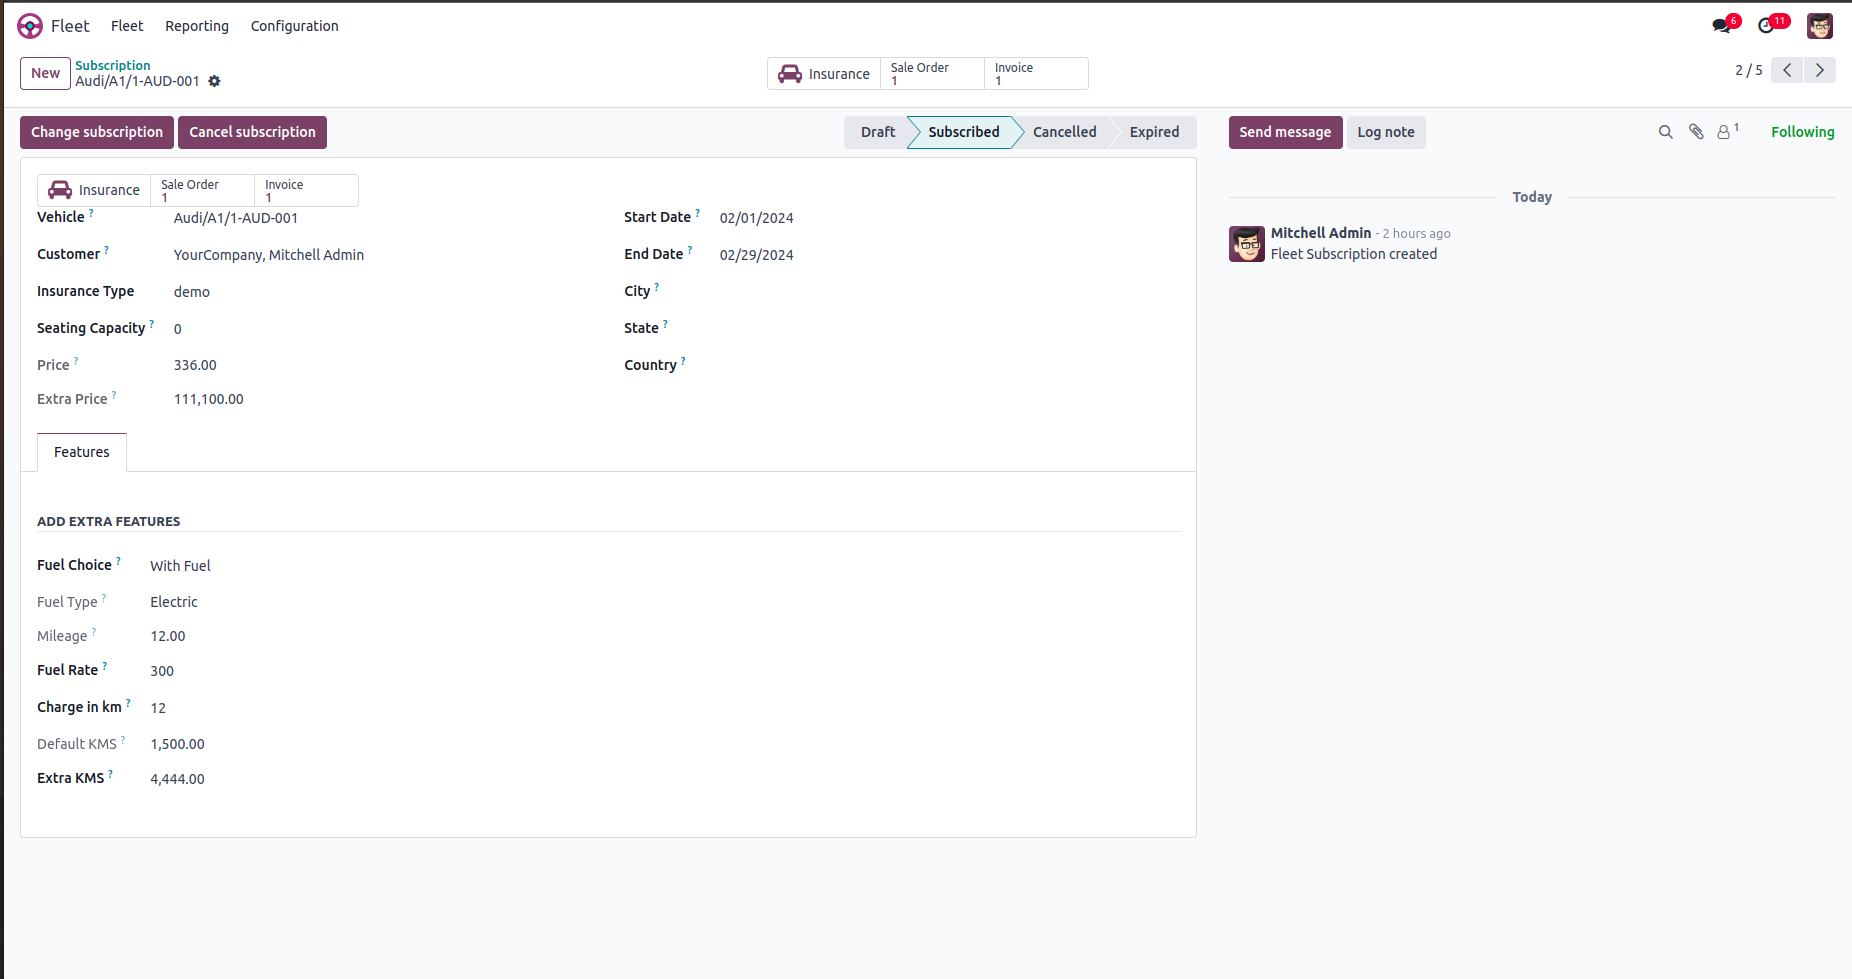 Fleet Fleet Reporting Configuration 6 11
New Subscription
Audi/A1/1-AUD-001
Insurance Sale Order 1 Invoice 1
2 / 5
Change subscription Cancel subscription
Draft Subscribed Cancelled Expired
Send message Log note 1 Following
Insurance Sale Order 1 Invoice 1
Vehicle ? Audi/A1/1-AUD-001
Customer ? YourCompany, Mitchell Admin
Insurance Type demo
Seating Capacity ? 0
Price ? 336.00
Extra Price ? 111,100.00
Start Date ? 02/01/2024
End Date ? 02/29/2024
City ?
State ?
Country ?
Features
ADD EXTRA FEATURES
Fuel Choice ? With Fuel
Fuel Type ? Electric
Mileage ? 12.00
Fuel Rate ? 300
Charge in km ? 12
Default KMS ? 1,500.00
Extra KMS ? 4,444.00
Today
Mitchell Admin - 2 hours ago
Fleet Subscription created